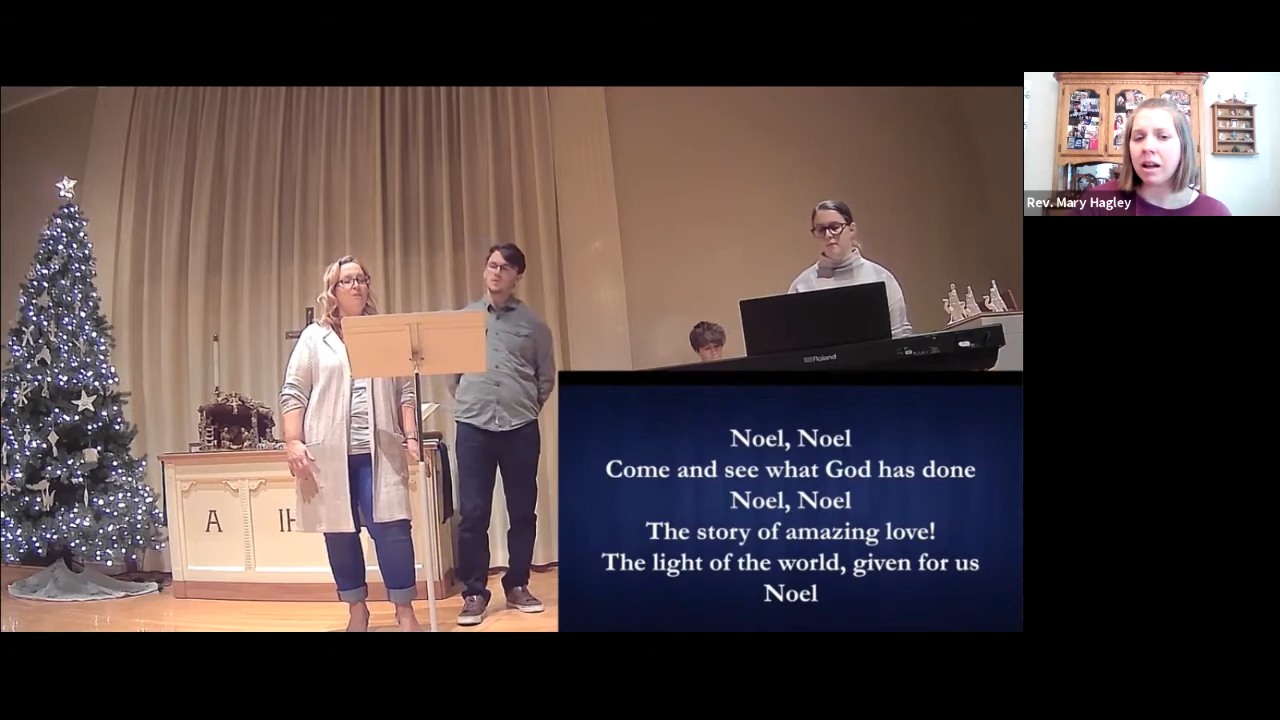 Rev. Mary Hagley
Roland
A
IH
Noel, Noel
Come and see what God has done
Noel, Noel
The story of amazing love!
The light of the world, given for us
Noel